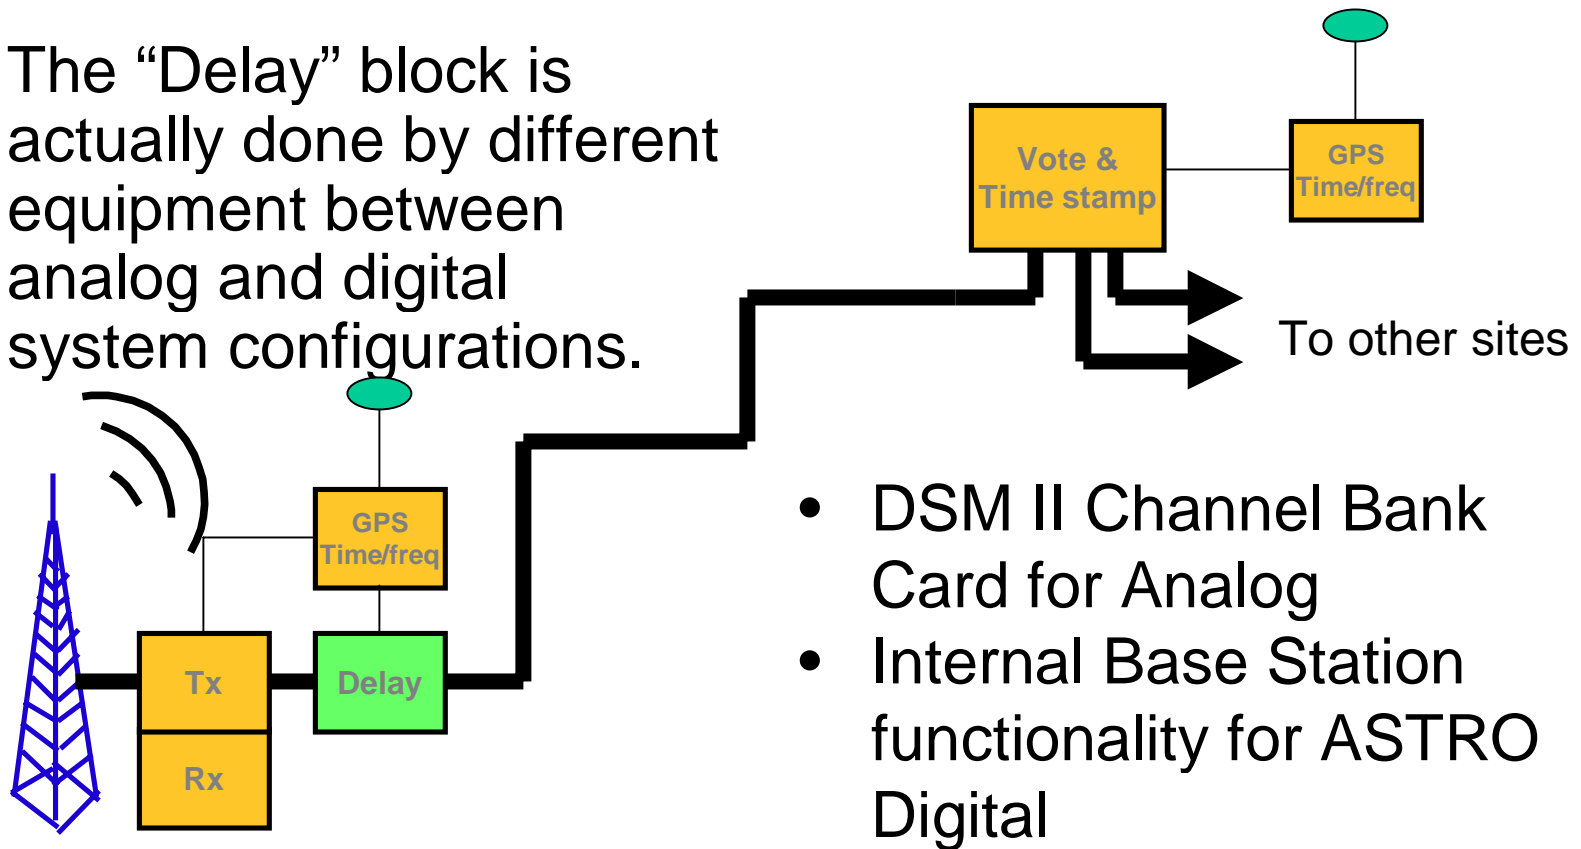 The “Delay” block is
actually done by different
equipment between
analog and digital
system configurations.
Vote &
Time stamp
GPS
Time/freq
To other sites
GPS
Time/freq
Tx
Delay
Rx
• DSM II Channel Bank
Card for Analog
• Internal Base Station
functionality for ASTRO
Digital